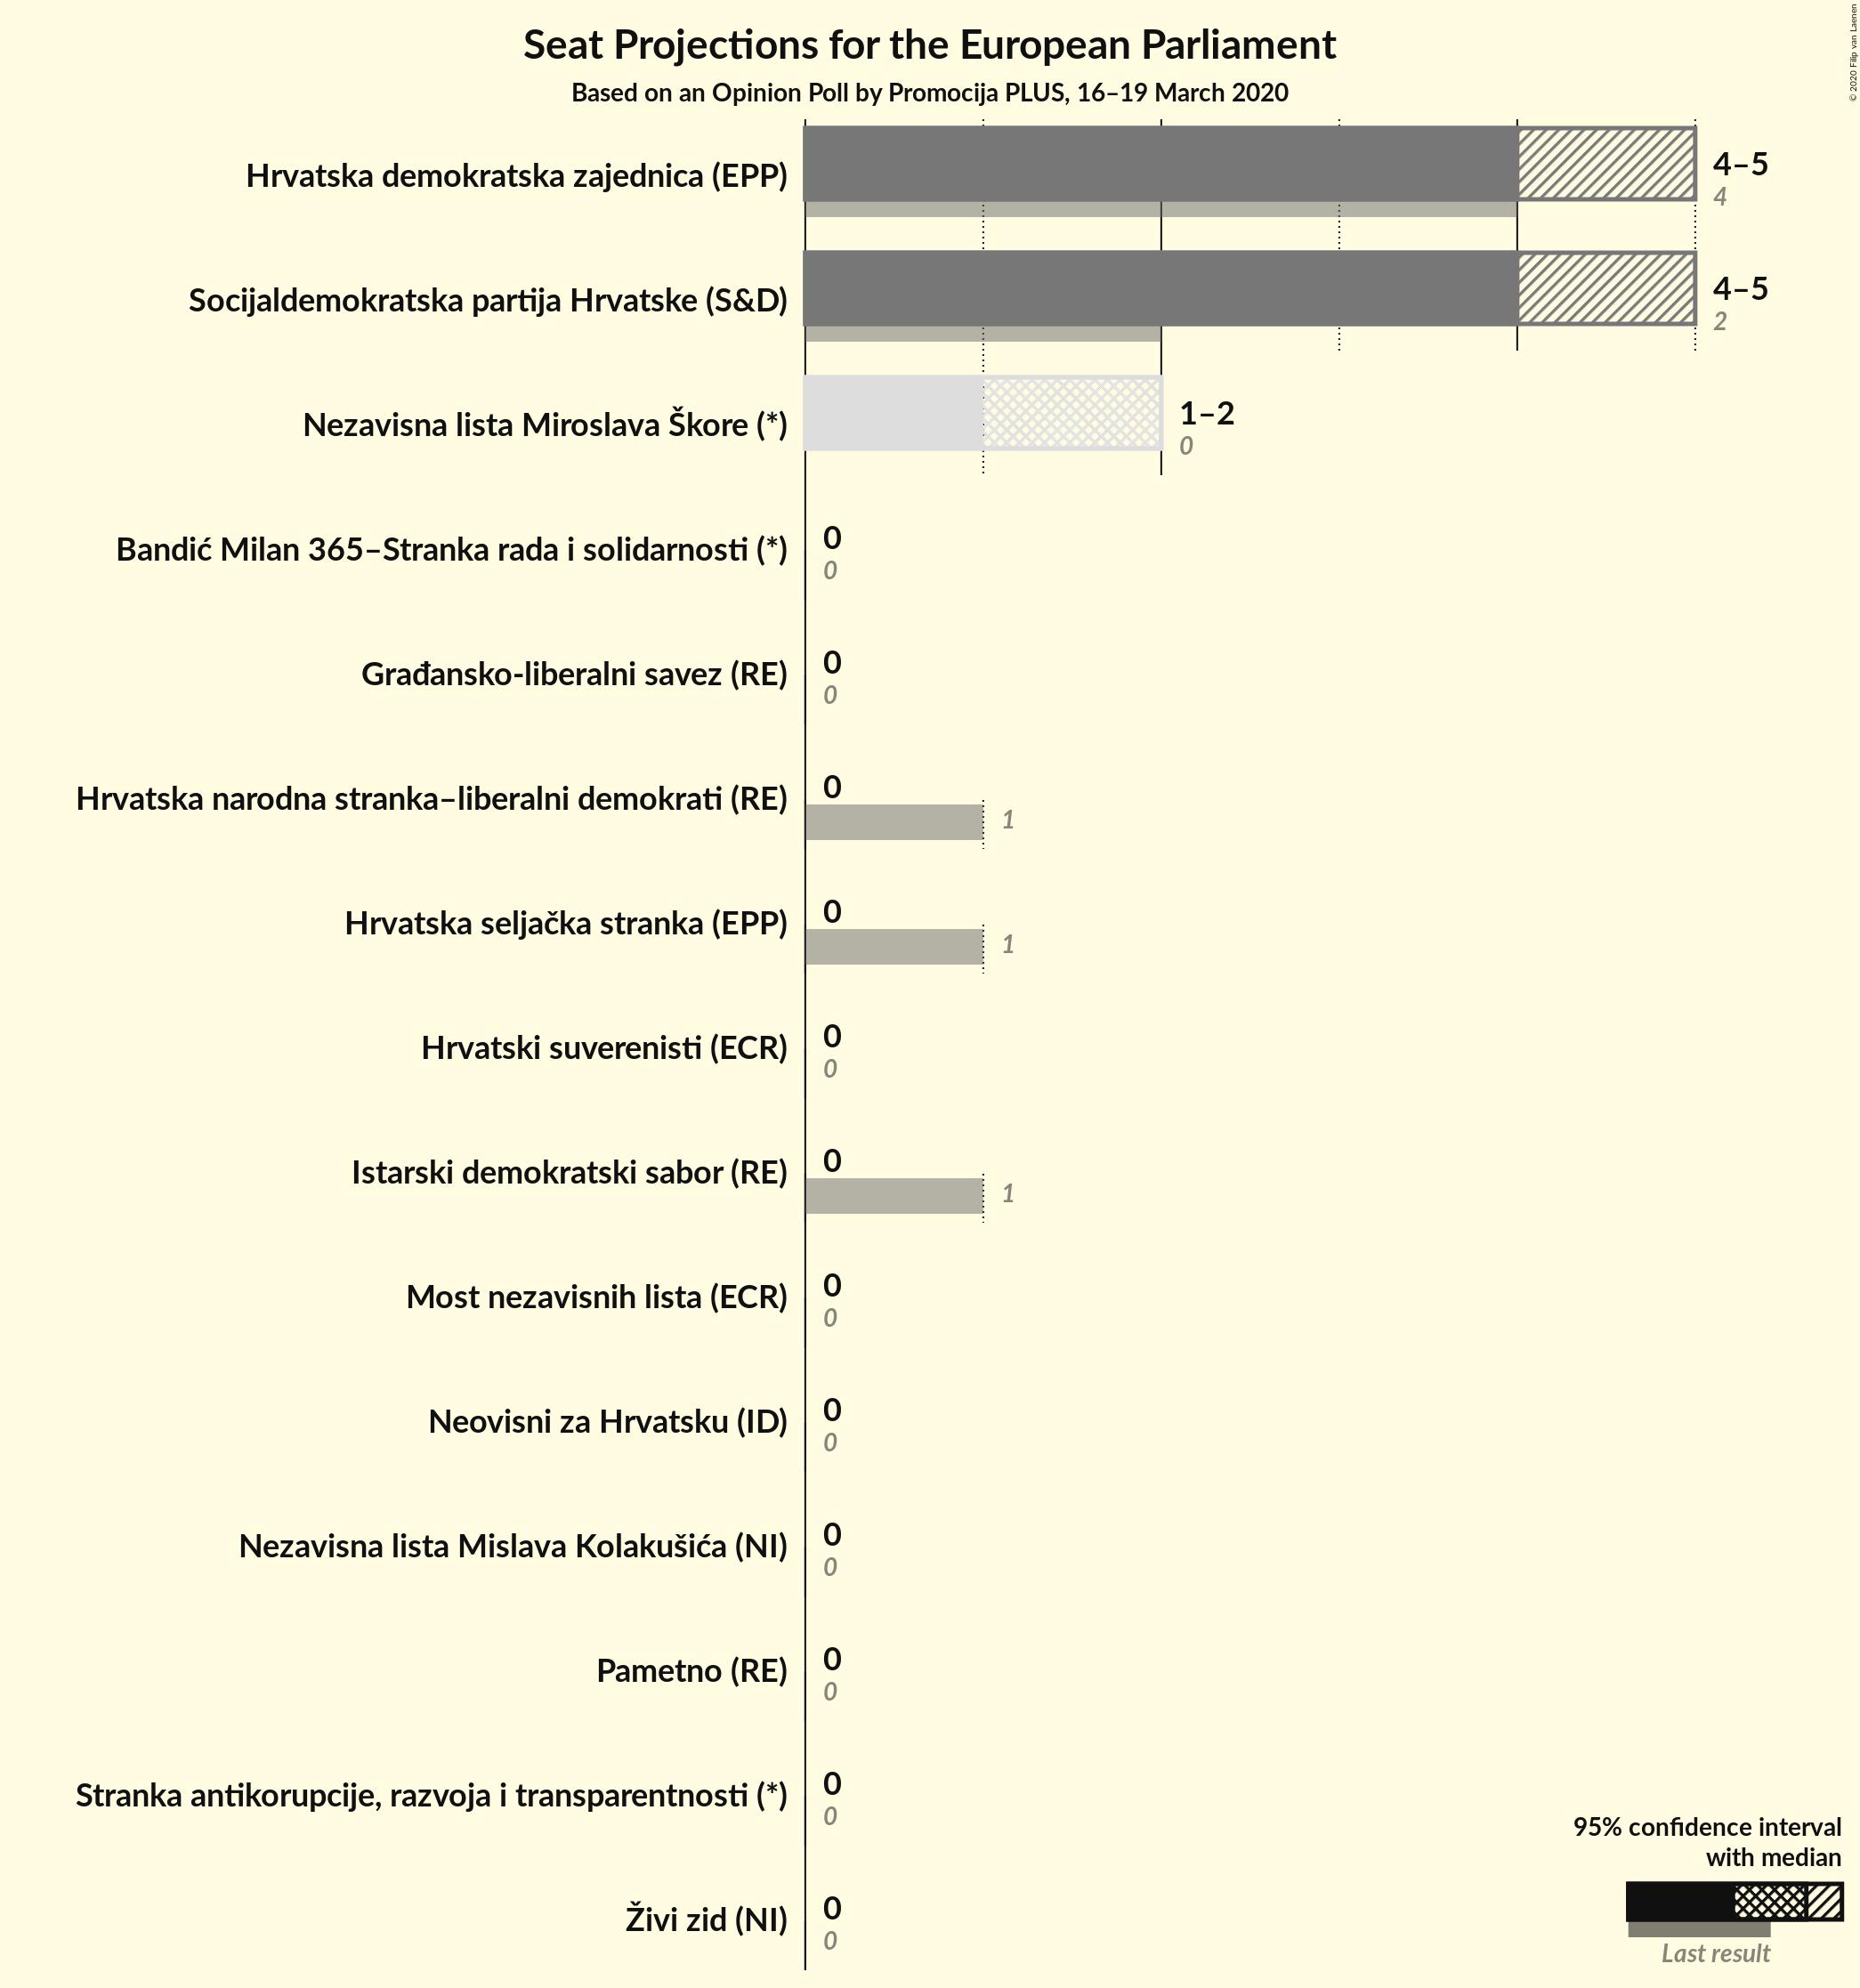 Seat Projections for the European Parliament
Based on an Opinion Poll by Promocija PLUS, 16–19 March 2020
© 2020 Filip van Laenen
Hrvatska demokratska zajednica (EPP)
4–5
4
Socijaldemokratska partija Hrvatske (S&D)
4–5
2
Nezavisna lista Miroslava Škore (*)
1–2
0
Bandić Milan 365–Stranka rada i solidarnosti (*)
0
0
Građansko-liberalni savez (RE)
0
0
Hrvatska narodna stranka–liberalni demokrati (RE)
0
1
Hrvatska seljačka stranka (EPP)
0
1
Hrvatski suverenisti (ECR)
0
0
Istarski demokratski sabor (RE)
0
1
Most nezavisnih lista (ECR)
0
0
Neovisni za Hrvatsku (ID)
0
0
Nezavisna lista Mislava Kolakušića (NI)
0
0
Pametno (RE)
0
0
Stranka antikorupcije, razvoja i transparentnosti (*)
0
0
Živi zid (NI)
0
0
95% confidence interval
with median
Last result